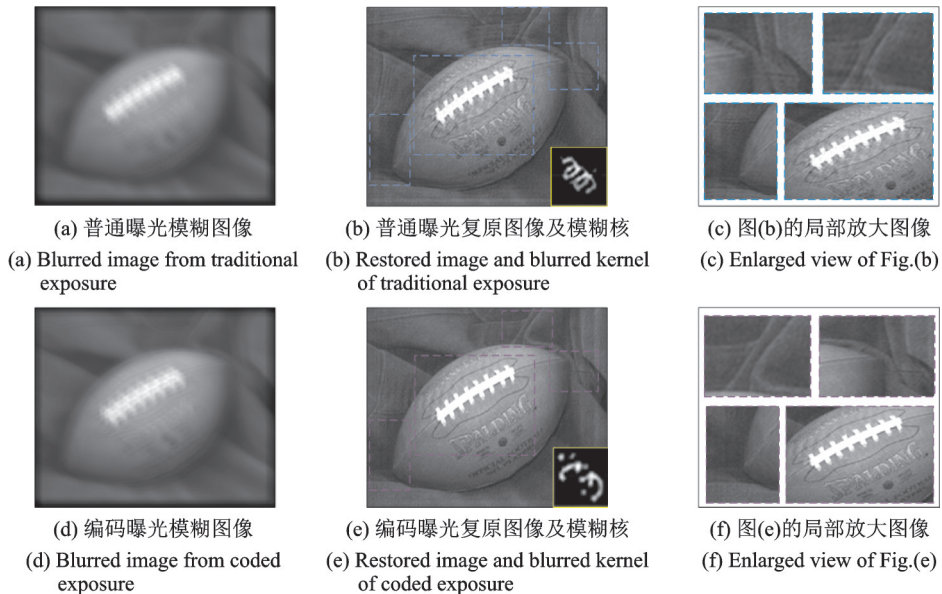 SPALDING
PALDING
(a) 普通曝光模糊图像
(b) 普通曝光复原图像及模糊核
(c) 图(b)的局部放大图像
(a) Blurred image from traditional
exposure
(b) Restored image and blurred kernel
of traditional exposure
(c) Enlarged view of Fig.(b)
SPALDING
PALDING
(d) 编码曝光模糊图像
(e) 编码曝光复原图像及模糊核
(f) 图(e)的局部放大图像
(d) Blurred image from coded
exposure
(e) Restored image and blurred kernel
of coded exposure
(f) Enlarged view of Fig.(e)